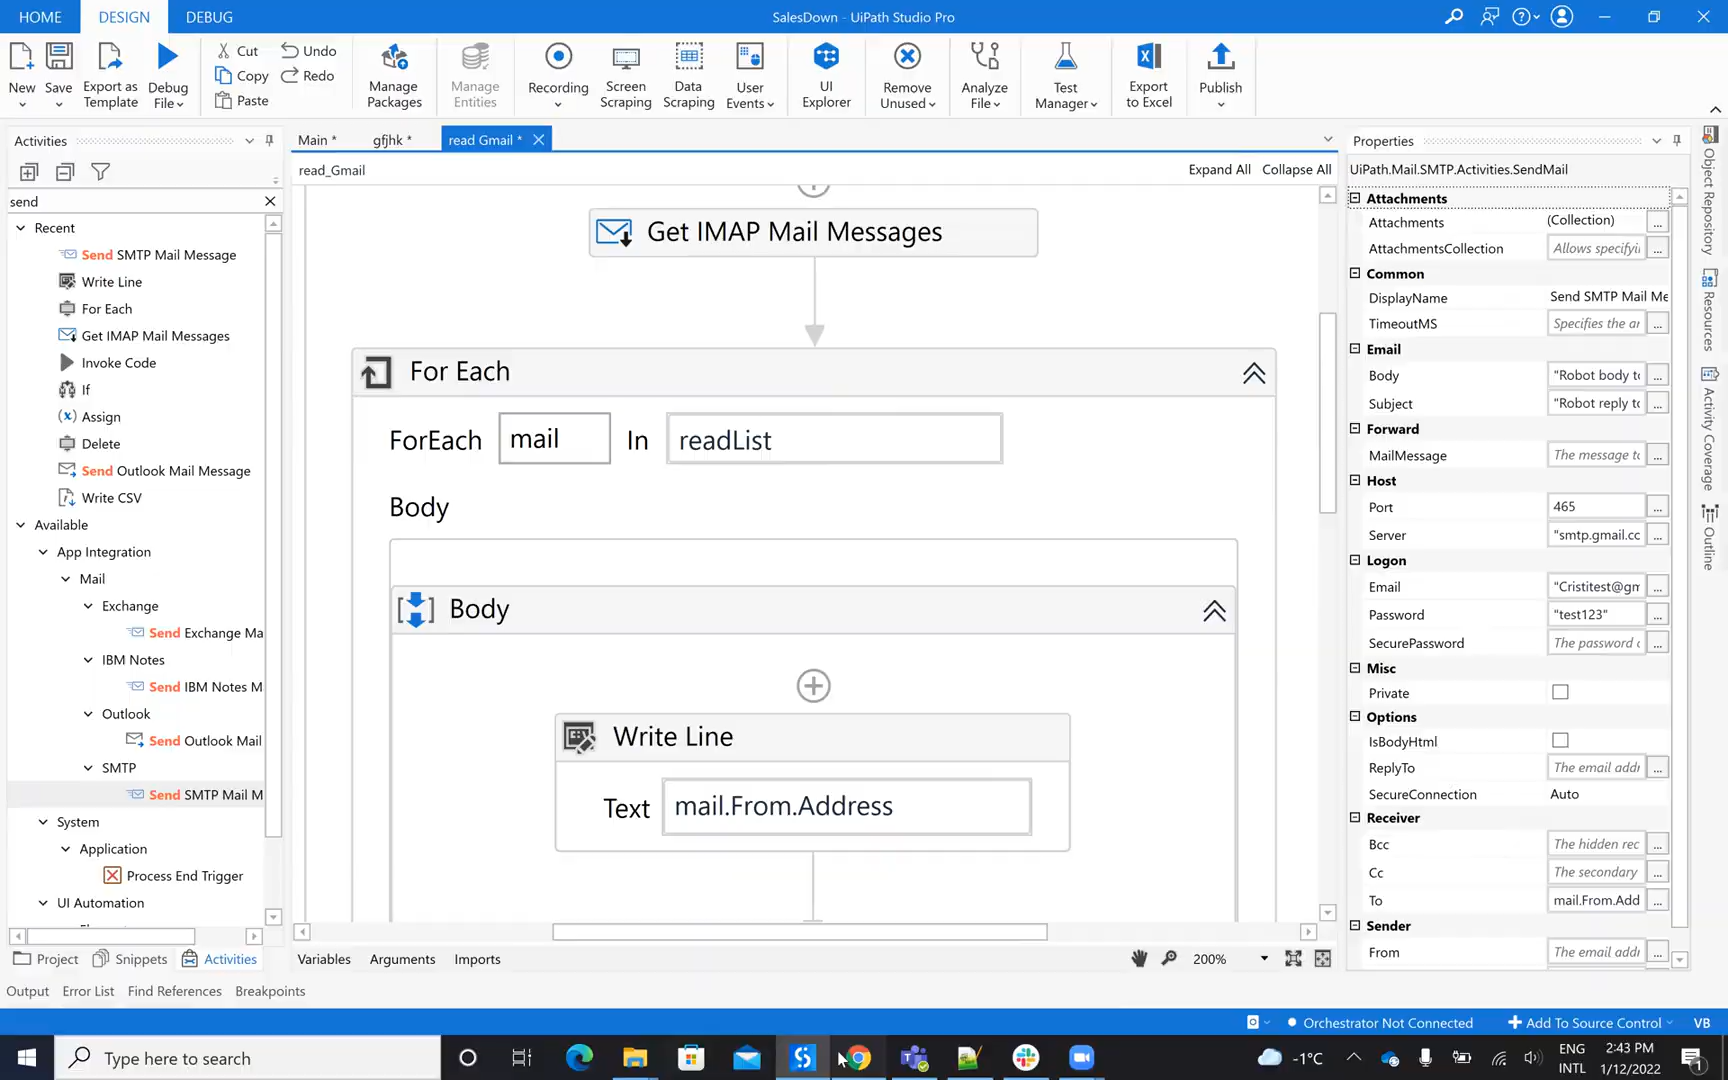 HOME DESIGN DEBUG SalesDown - UiPath Studio Pro
New Save Export as Template Debug File Cut Copy Paste Undo Redo Manage Packages Manage Entities Recording Screen Scraping Data Scraping User Events UI Explorer Remove Unused Analyze File Test Manager Export to Excel Publish
Activities
send
Recent
Send SMTP Mail Message
Write Line
For Each
Get IMAP Mail Messages
Invoke Code
If
Assign
Delete
Send Outlook Mail Message
Write CSV
Available
App Integration
Mail
Exchange
Send Exchange Ma
IBM Notes
Send IBM Notes M
Outlook
Send Outlook Mail
SMTP
Send SMTP Mail M
System
Application
Process End Trigger
UI Automation
Project Snippets Activities
Main * gfjhk * read Gmail *
read_Gmail Expand All Collapse All
Get IMAP Mail Messages
For Each
ForEach mail In readList
Body
Body
Write Line
Text mail.From.Address
Variables Arguments Imports 200%
Properties
UiPath.Mail.SMTP.Activities.SendMail
Attachments
Attachments (Collection) ...
AttachmentsCollection Allows specifyi ...
Common
DisplayName Send SMTP Mail Me
TimeoutMS Specifies the ar ...
Email
Body "Robot body to ...
Subject "Robot reply to ...
Forward
MailMessage The message to ...
Host
Port 465 ...
Server "smtp.gmail.cc ...
Logon
Email "Cristitest@gm ...
Password "test123" ...
SecurePassword The password c ...
Misc
Private
Options
IsBodyHtml
ReplyTo The email addr ...
SecureConnection Auto
Receiver
Bcc The hidden rec ...
Cc The secondary ...
To mail.From.Add ...
Sender
From The email addr ...
Object Repository
Resources
Activity Coverage
Outline
Output Error List Find References Breakpoints
Orchestrator Not Connected Add To Source Control VB
Type here to search -1°C ENG INTL 2:43 PM 1/12/2022 1